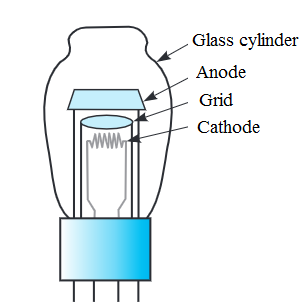 Glass cylinder
Anode
Grid
Cathode